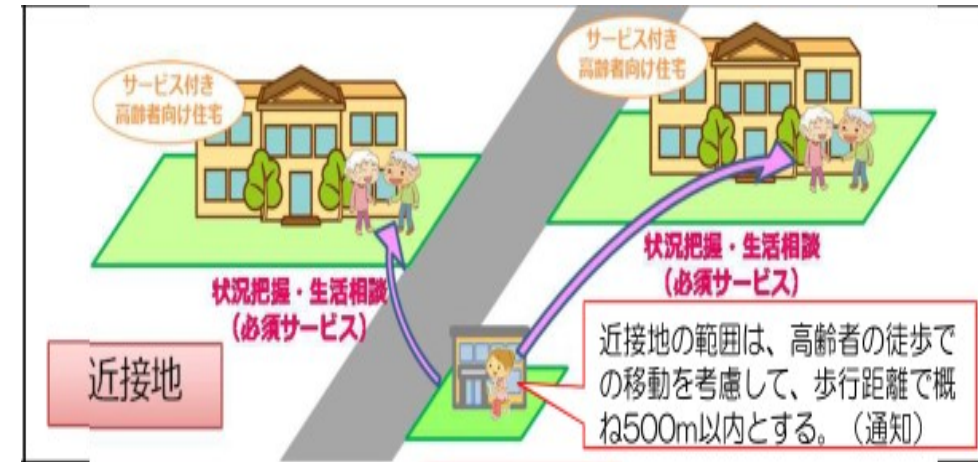 サービス付き
高齢者向け住宅
サービス付き
高齢者向け住宅
状況把握・生活相談
（必須サービス）
状況把握・生活相談
（必須サービス）
近接地
近接地の範囲は、高齢者の徒歩で
の移動を考慮して、歩行距離で概
ね500m以内とする。（通知）